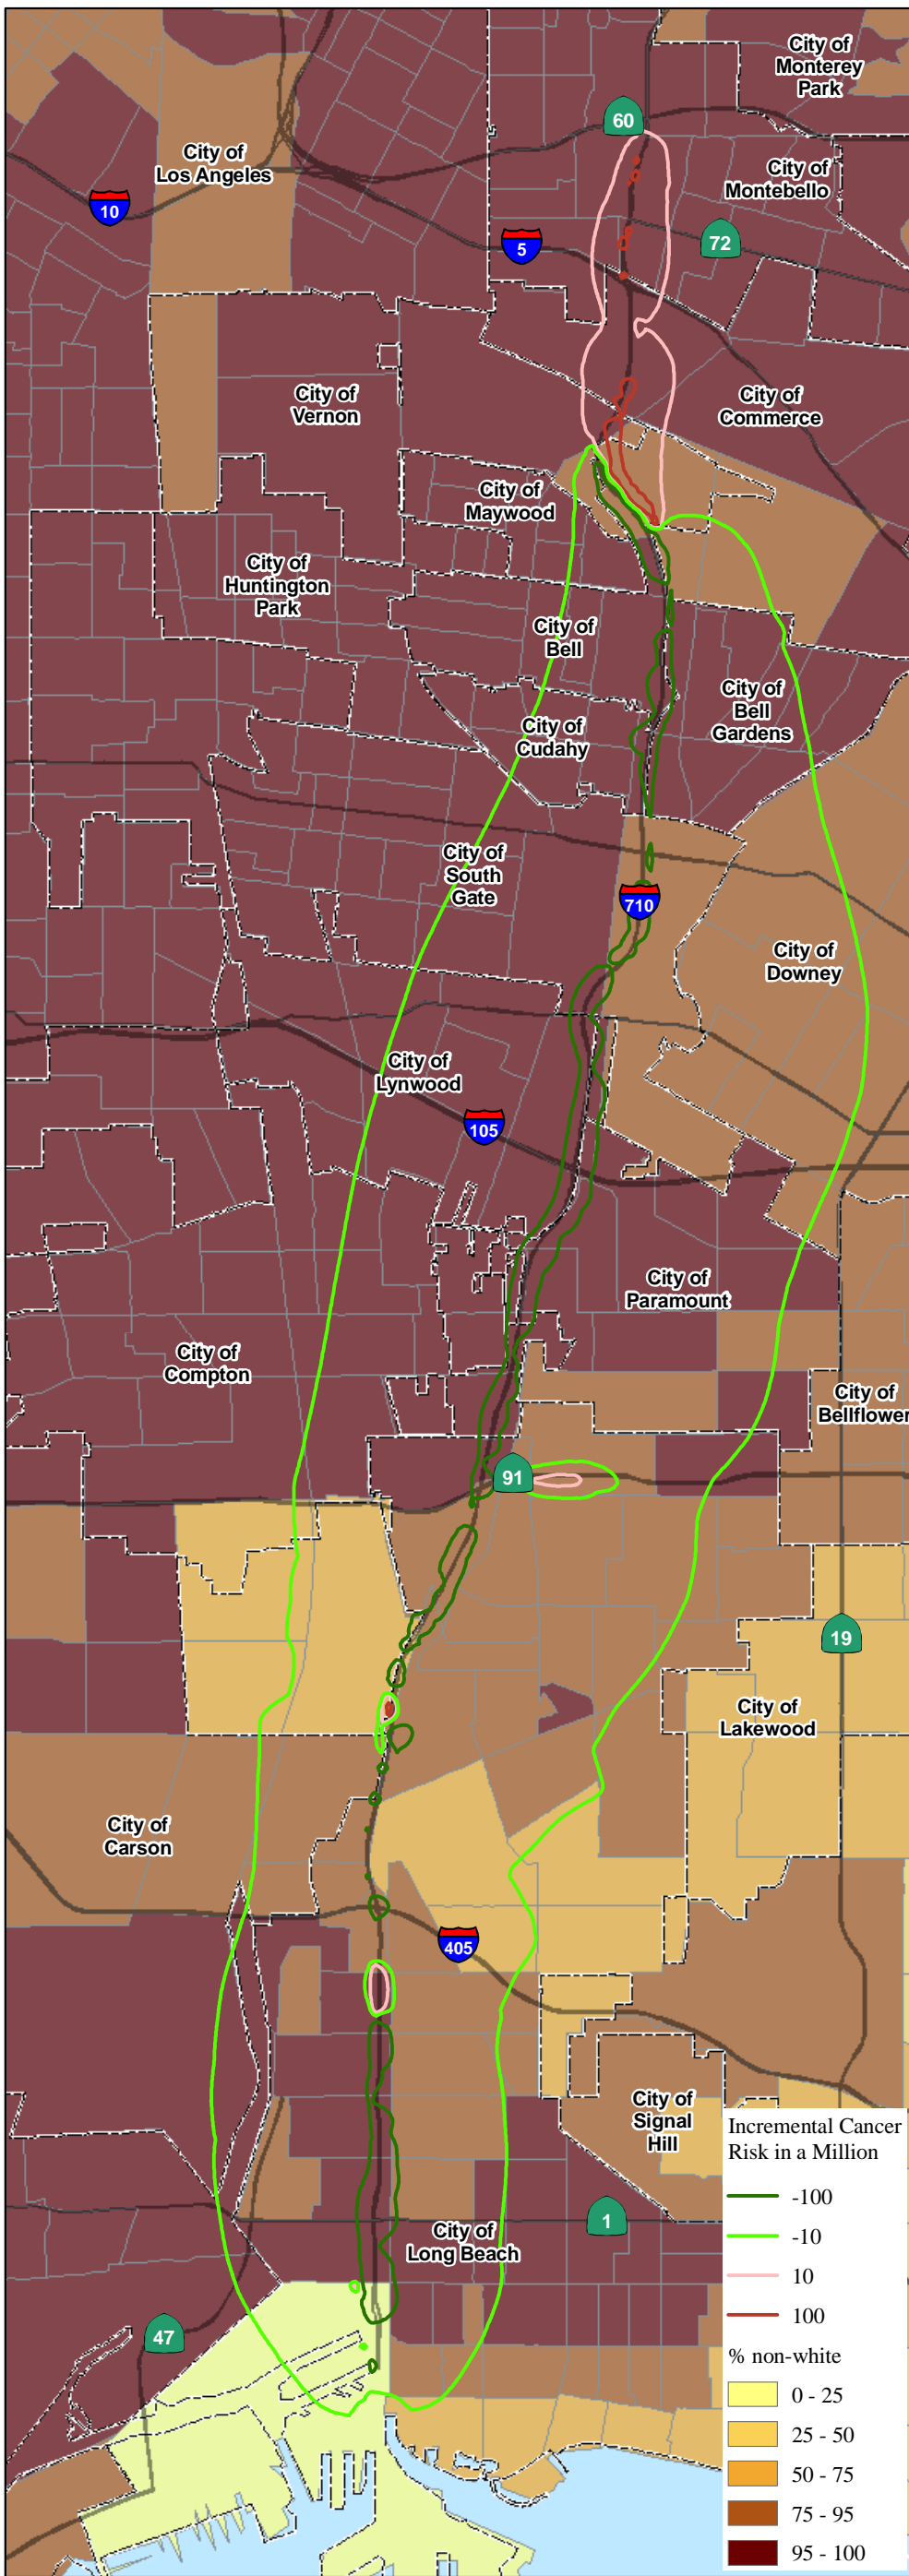 City of
Monterey
Park
60
City of
Los Angeles
City of
Montebello
10
5
72
City of
Vernon
City of
Commerce
City of
Maywood
City of
Huntington
Park
City of
Bell
City of
Bell
Gardens
City of
Cudahy
City of
South
Gate
710
City of
Downey
City of
Lynwood
105
City of
Paramount
City of
Compton
City of
Bellflower
91
19
City of
Lakewood
City of
Carson
405
City of
Signal
Hill
1
City of
Long Beach
47
Incremental Cancer
Risk in a Million
-100
-10
10
100
% non-white
0 - 25
25 - 50
50 - 75
75 - 95
95 - 100